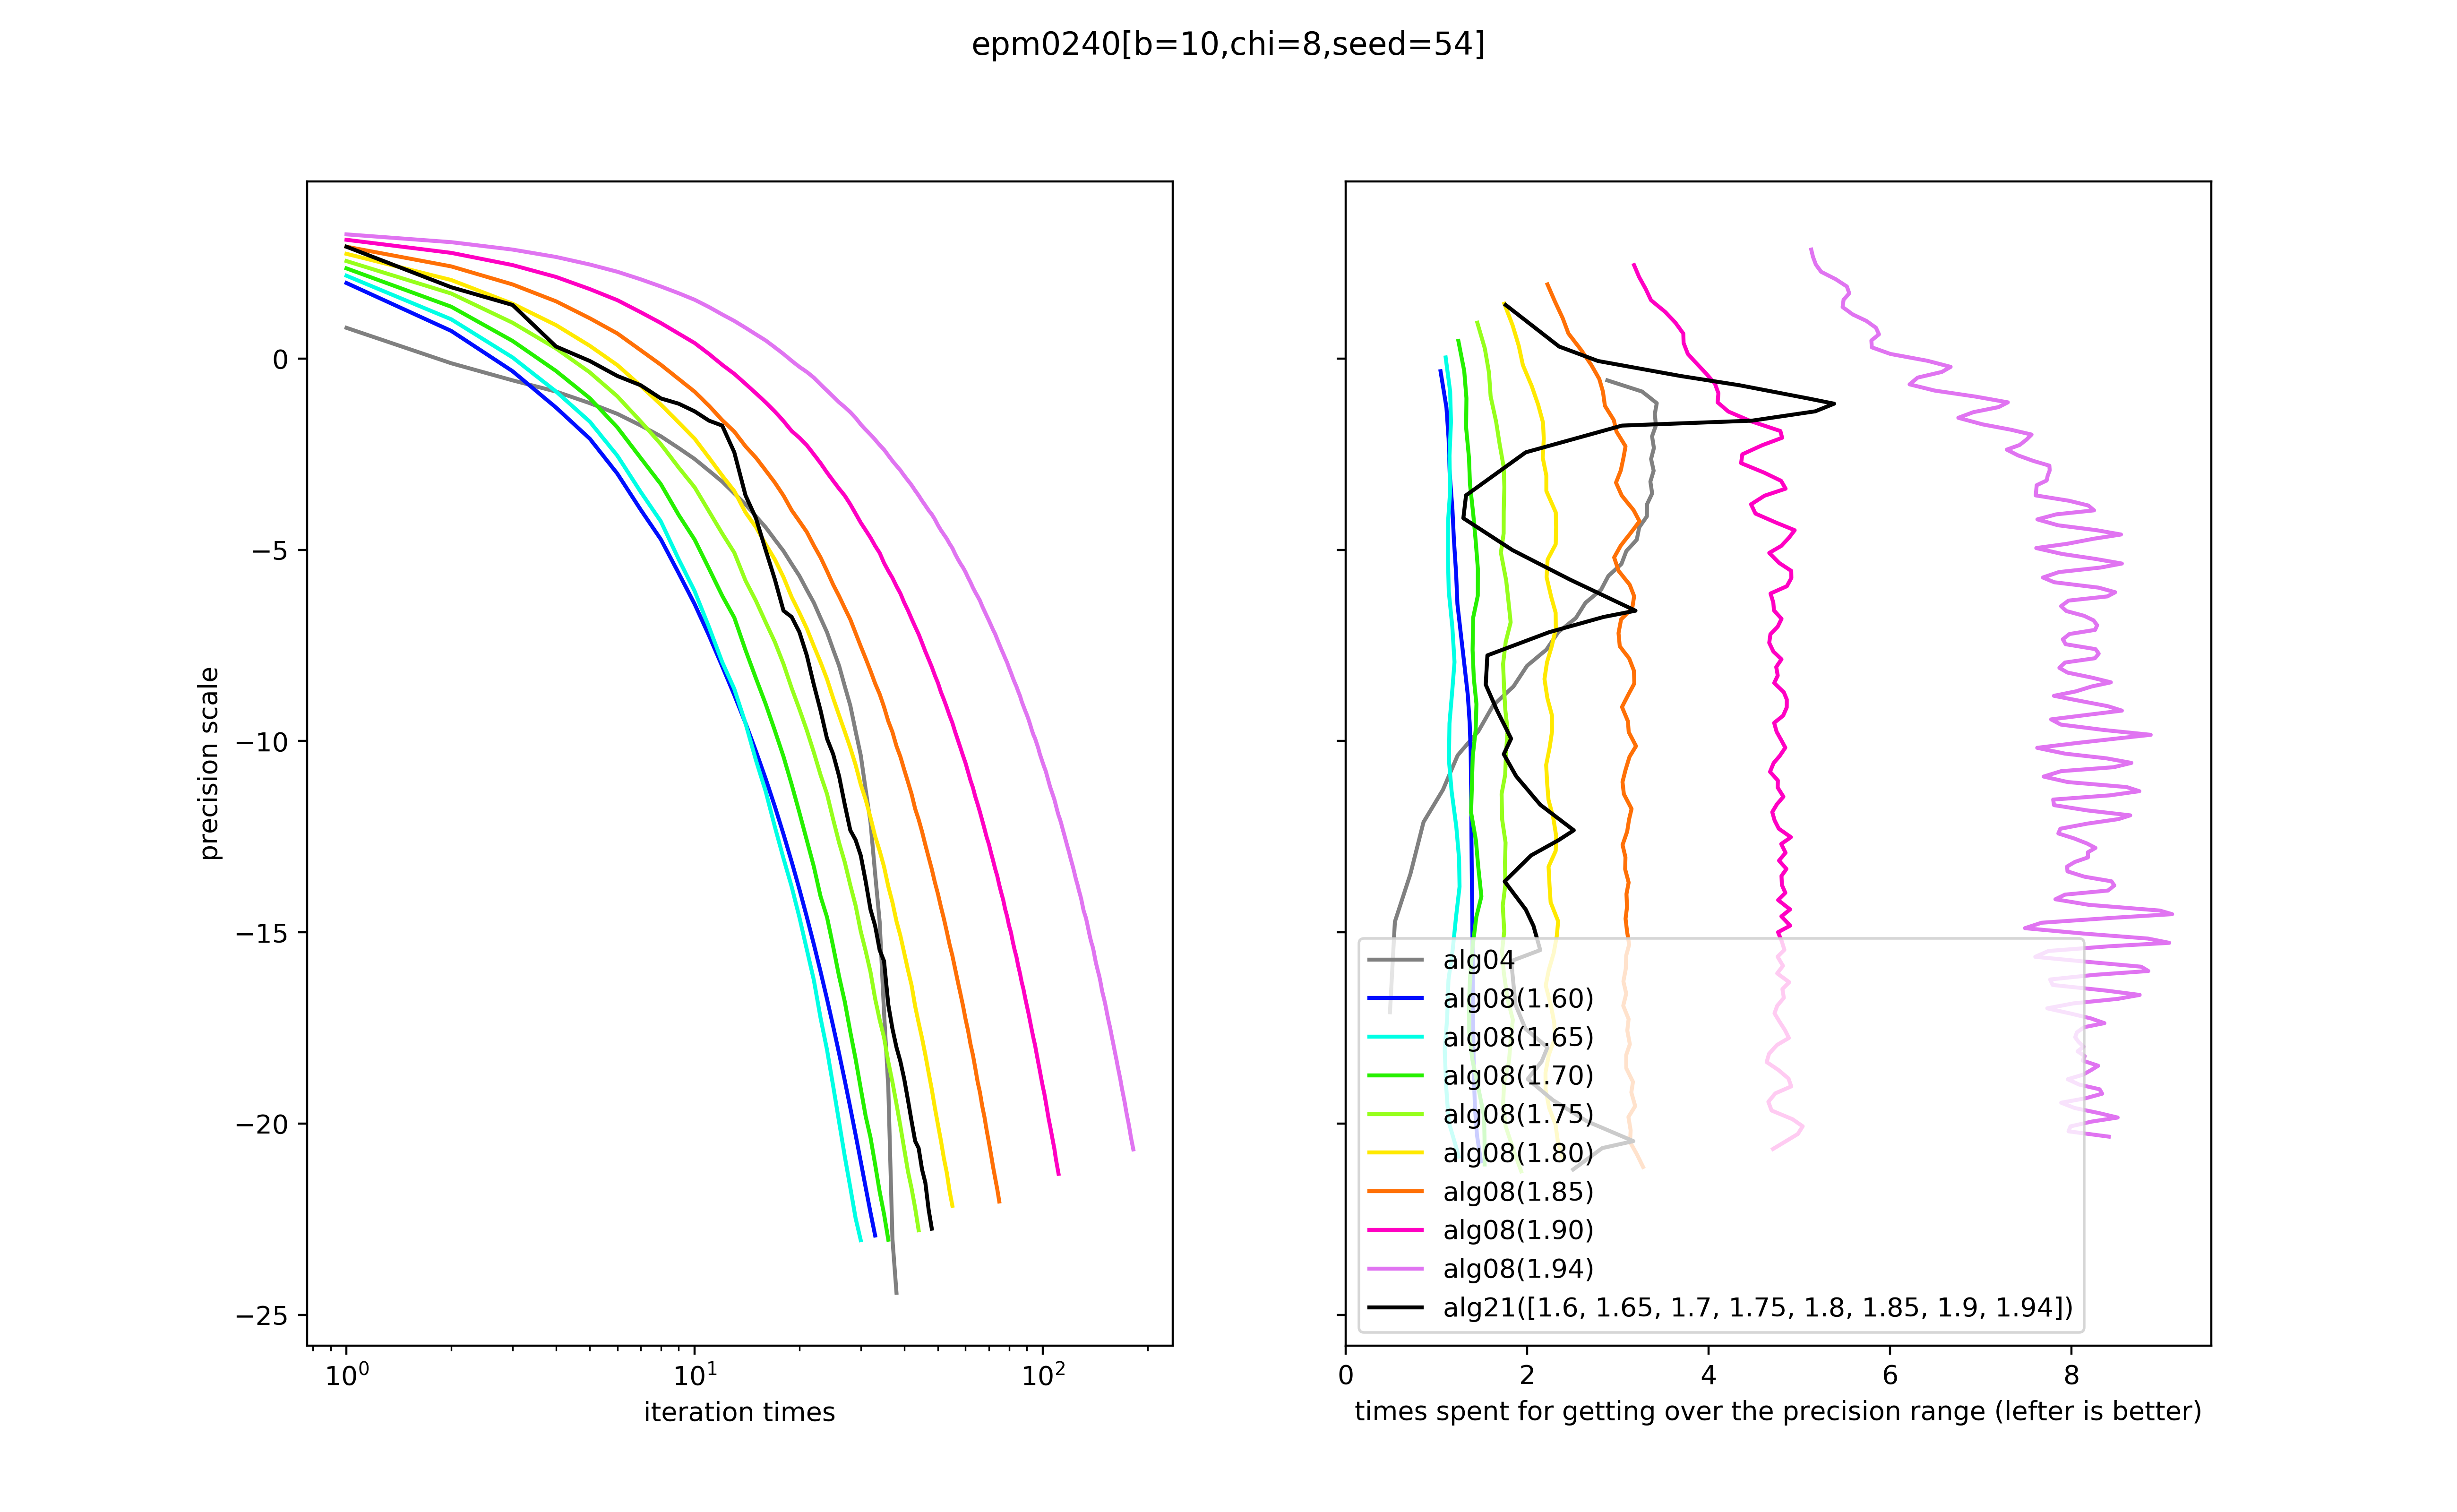 epm0240[b=10,chi=8,seed=54]
precision scale
0
−5
−10
−15
−20
−25
10⁰
10¹
10²
iteration times
alg04
alg08(1.60)
alg08(1.65)
alg08(1.70)
alg08(1.75)
alg08(1.80)
alg08(1.85)
alg08(1.90)
alg08(1.94)
alg21([1.6, 1.65, 1.7, 1.75, 1.8, 1.85, 1.9, 1.94])
0
2
4
6
8
times spent for getting over the precision range (lefter is better)